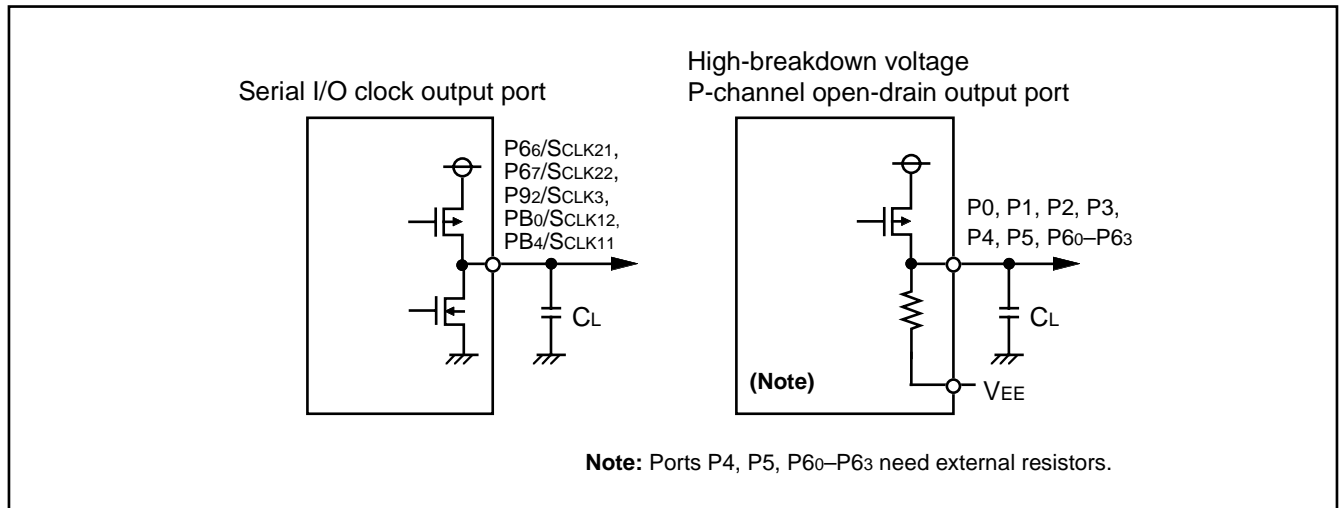 Serial I/O clock output port
P66/SCLK21,
P67/SCLK22,
P92/SCLK3,
PB0/SCLK12,
PB4/SCLK11
CL
High-breakdown voltage
P-channel open-drain output port
P0, P1, P2, P3,
P4, P5, P60–P63
CL
(Note)
VEE
Note: Ports P4, P5, P60–P63 need external resistors.